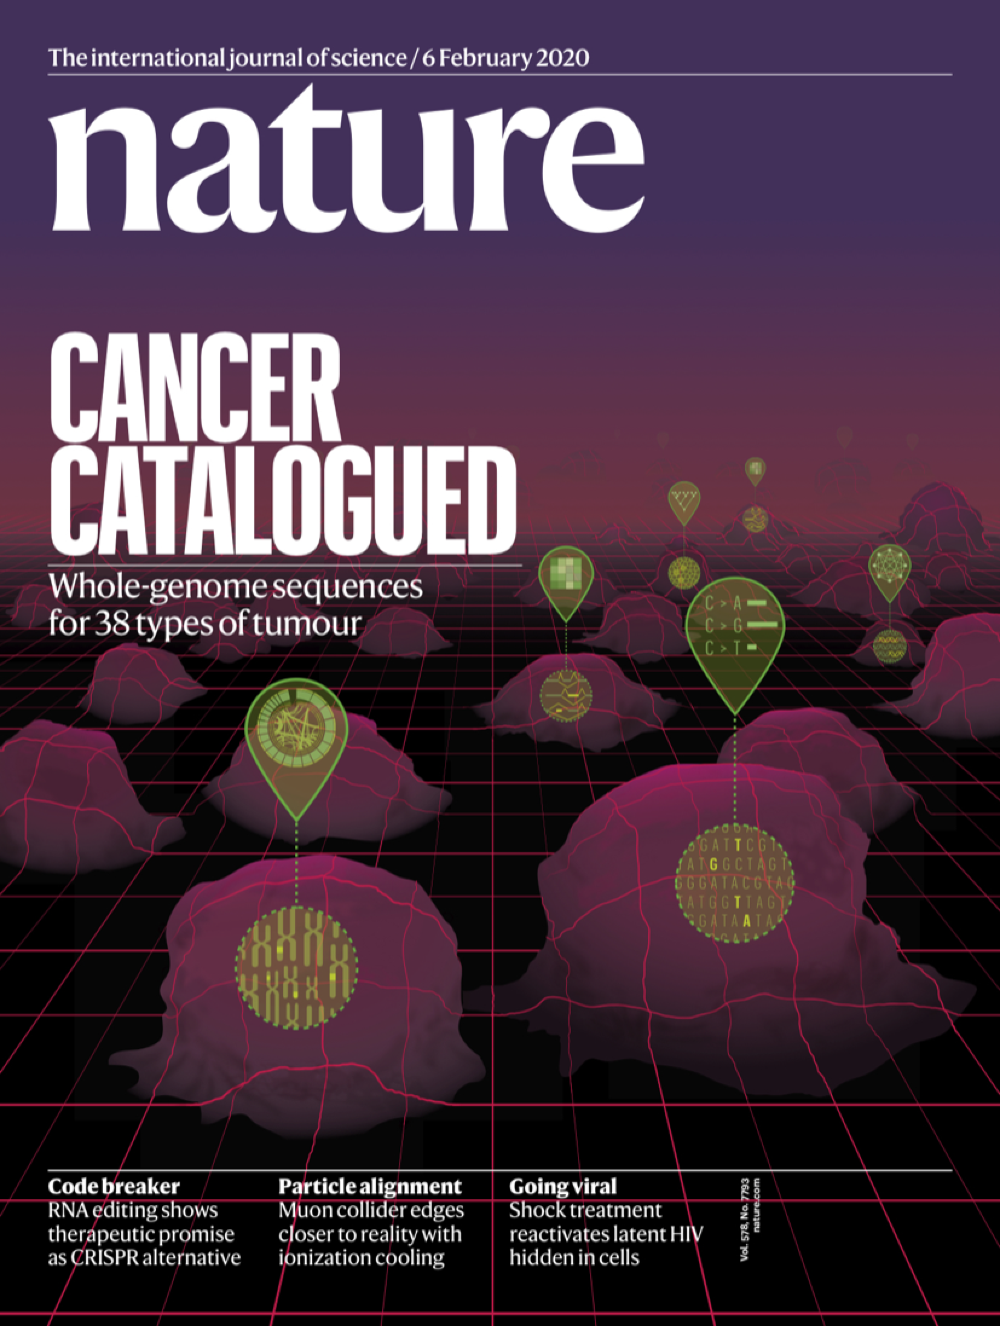 The international journal of science / 6 February 2020
nature
CANCER
CATALOGUED
Whole-genome sequences
for 38 types of tumour
C > A
C > G
C > T
GATTCGT
ATGGCTAGT
GGGATACGTAG
TATGGTTAGT
GATAATA
Code breaker
RNA editing shows
therapeutic promise
as CRISPR alternative
Particle alignment
Muon collider edges
closer to reality with
ionization cooling
Going viral
Shock treatment
reactivates latent HIV
hidden in cells
Vol. 578, No. 7793
nature.com